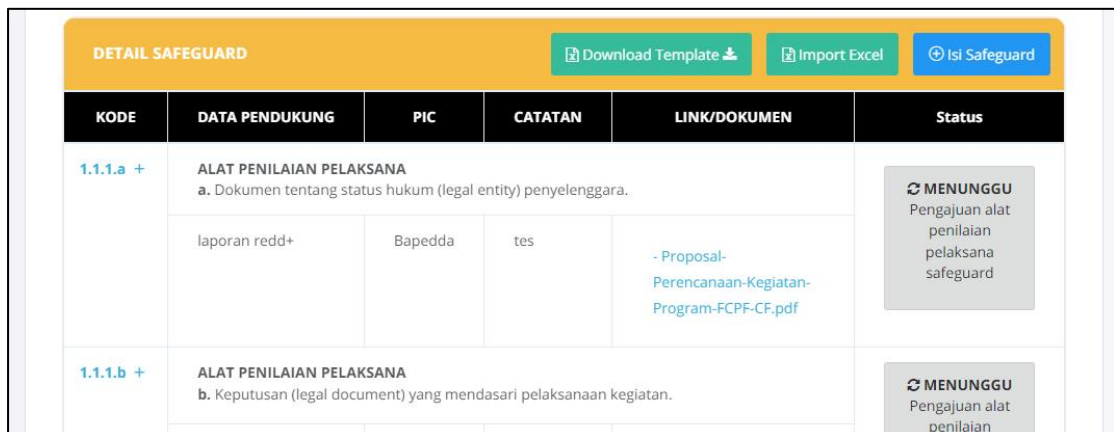 DETAIL SAFEGUARD
Download Template
Import Excel
Isi Safeguard
KODE
DATA PENDUKUNG
PIC
CATATAN
LINK/DOKUMEN
Status
1.1.1.a +
ALAT PENILAIAN PELAKSANA
a. Dokumen tentang status hukum (legal entity) penyelenggara.
MENUNGGU
Pengajuan alat
penilaian
pelaksana
safeguard
laporan redd+
Bapedda
tes
- Proposal-
Perencanaan-Kegiatan-
Program-FCPF-CF.pdf
1.1.1.b +
ALAT PENILAIAN PELAKSANA
b. Keputusan (legal document) yang mendasari pelaksanaan kegiatan.
MENUNGGU
Pengajuan alat
penilaian